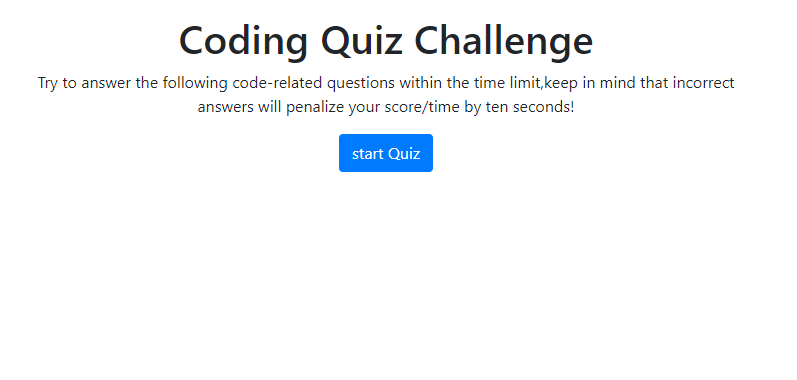 Coding Quiz Challenge
Try to answer the following code-related questions within the time limit,keep in mind that incorrect
answers will penalize your score/time by ten seconds!
start Quiz